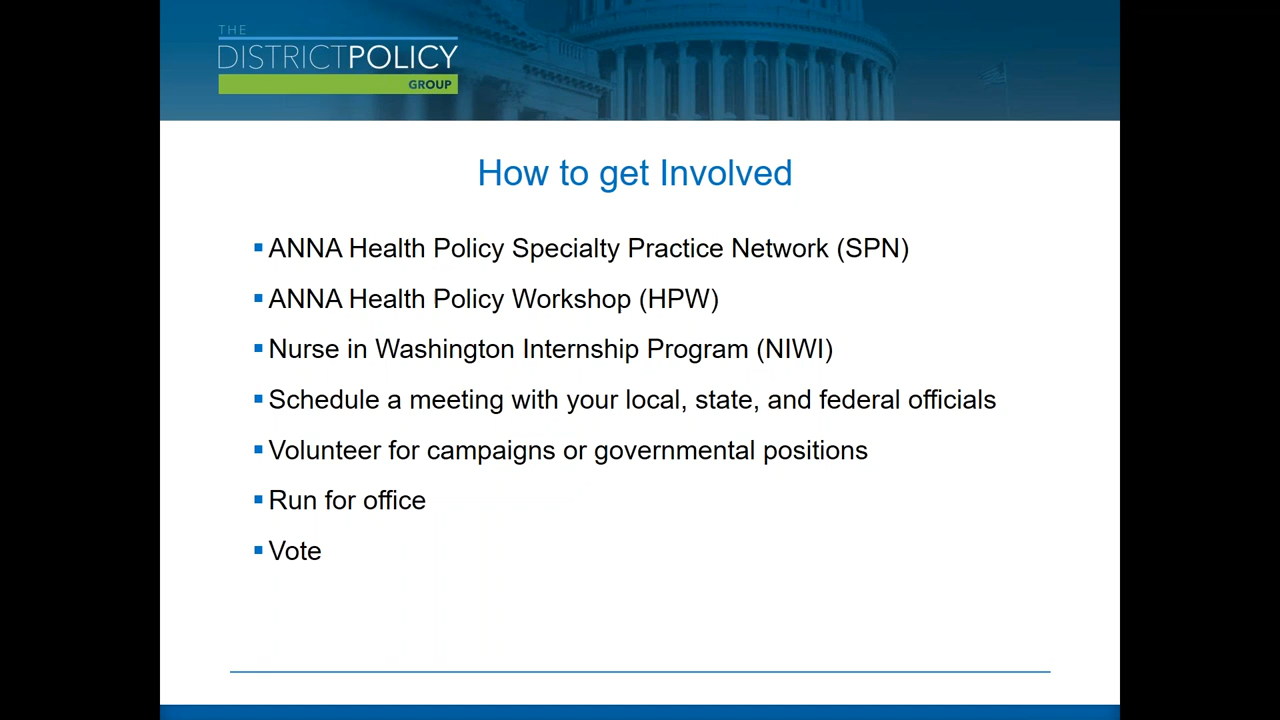 THE
DISTRICTPOLICY
GROUP
How to get Involved
ANNA Health Policy Specialty Practice Network (SPN)
ANNA Health Policy Workshop (HPW)
Nurse in Washington Internship Program (NIWI)
Schedule a meeting with your local, state, and federal officials
Volunteer for campaigns or governmental positions
Run for office
Vote